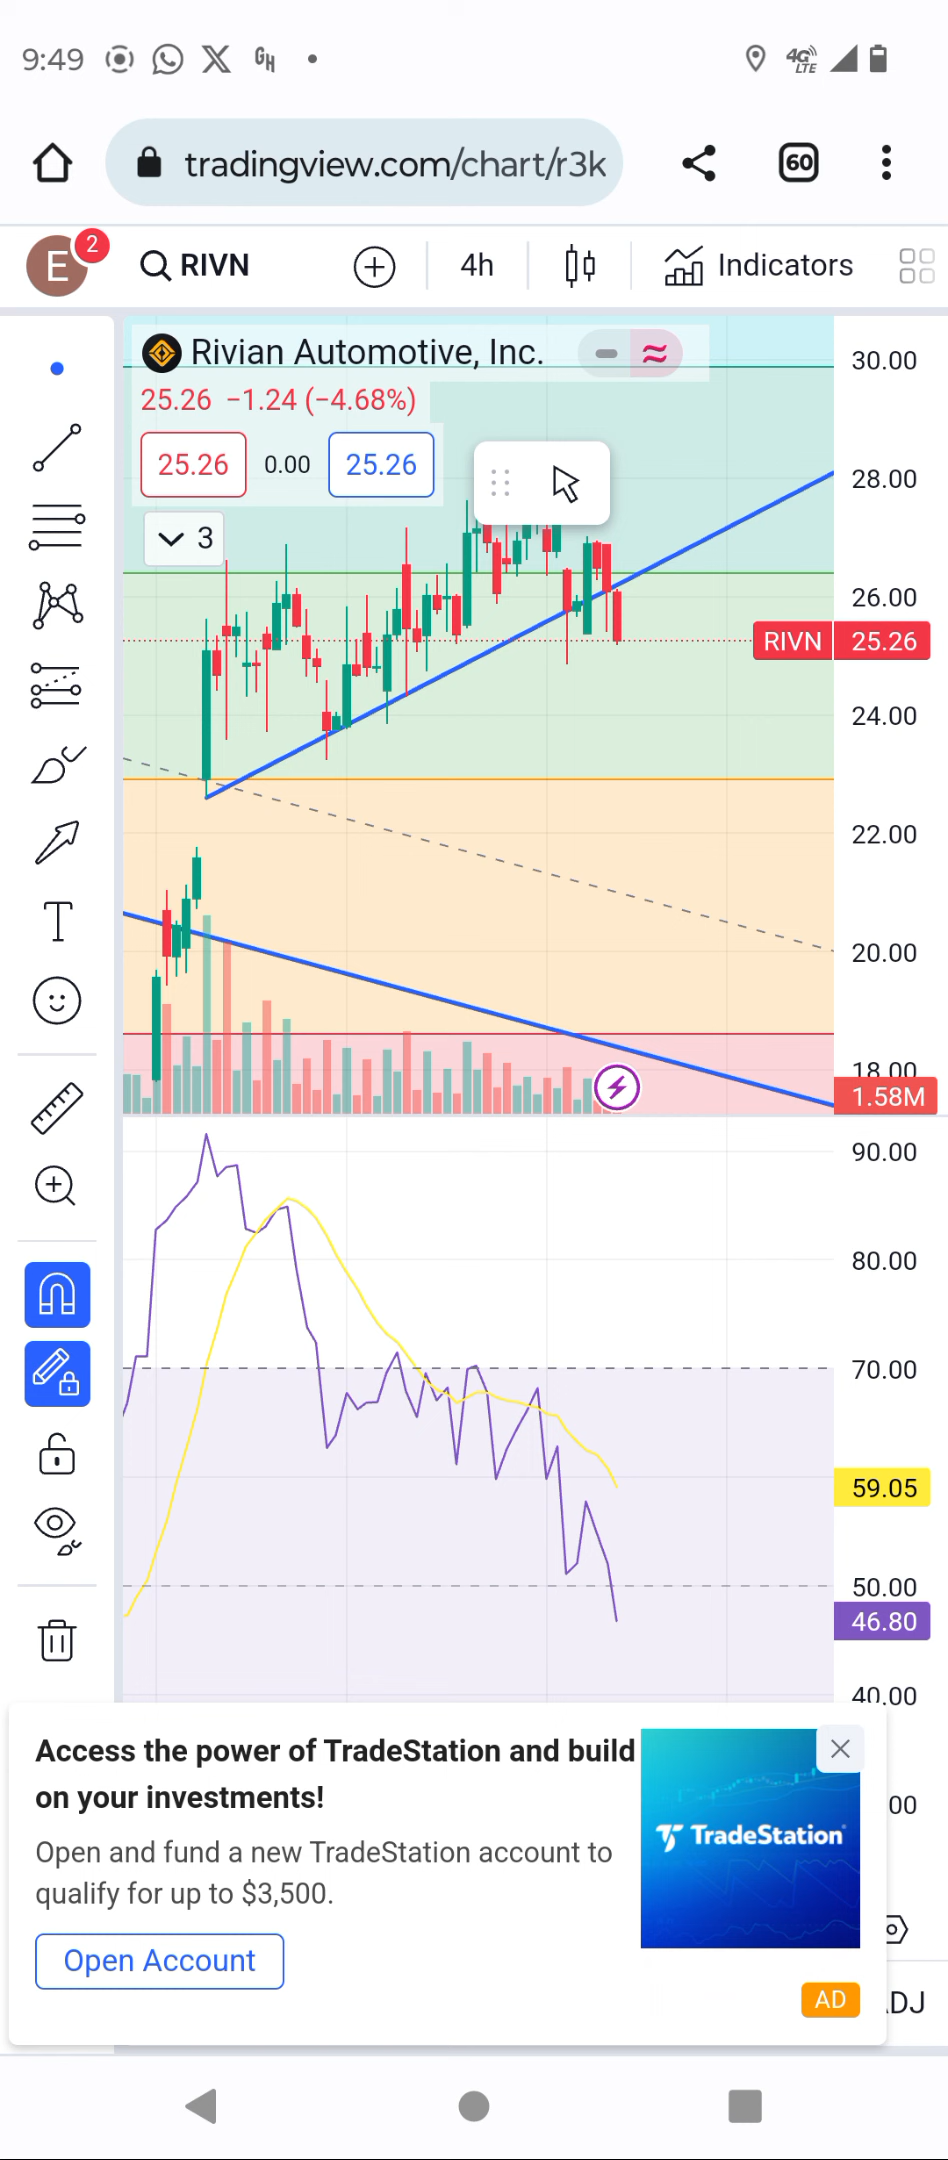 9:49
4G LTE
tradingview.com/chart/r3k
60
E
2
RIVN
4h
Indicators
Rivian Automotive, Inc.
25.26 −1.24 (−4.68%)
25.26 0.00 25.26
3
30.00
28.00
26.00
RIVN 25.26
24.00
22.00
20.00
18.00
1.58M
90.00
80.00
70.00
59.05
50.00
46.80
40.00
00
Access the power of TradeStation and build
on your investments!
Open and fund a new TradeStation account to
qualify for up to $3,500.
Open Account
TradeStation
AD
ADJ